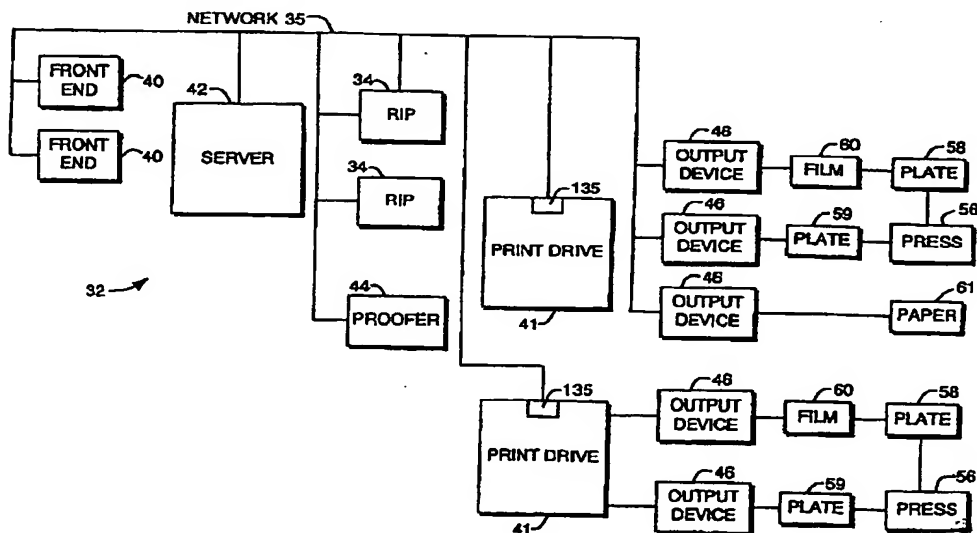 NETWORK 35
FRONT END
40
FRONT END
40
42
SERVER
34
RIP
34
RIP
44
PROOFER
32
135
PRINT DRIVE
41
46
OUTPUT DEVICE
60
FILM
58
PLATE
46
OUTPUT DEVICE
59
PLATE
56
PRESS
46
OUTPUT DEVICE
61
PAPER
135
PRINT DRIVE
41
46
OUTPUT DEVICE
60
FILM
58
PLATE
46
OUTPUT DEVICE
59
PLATE
56
PRESS